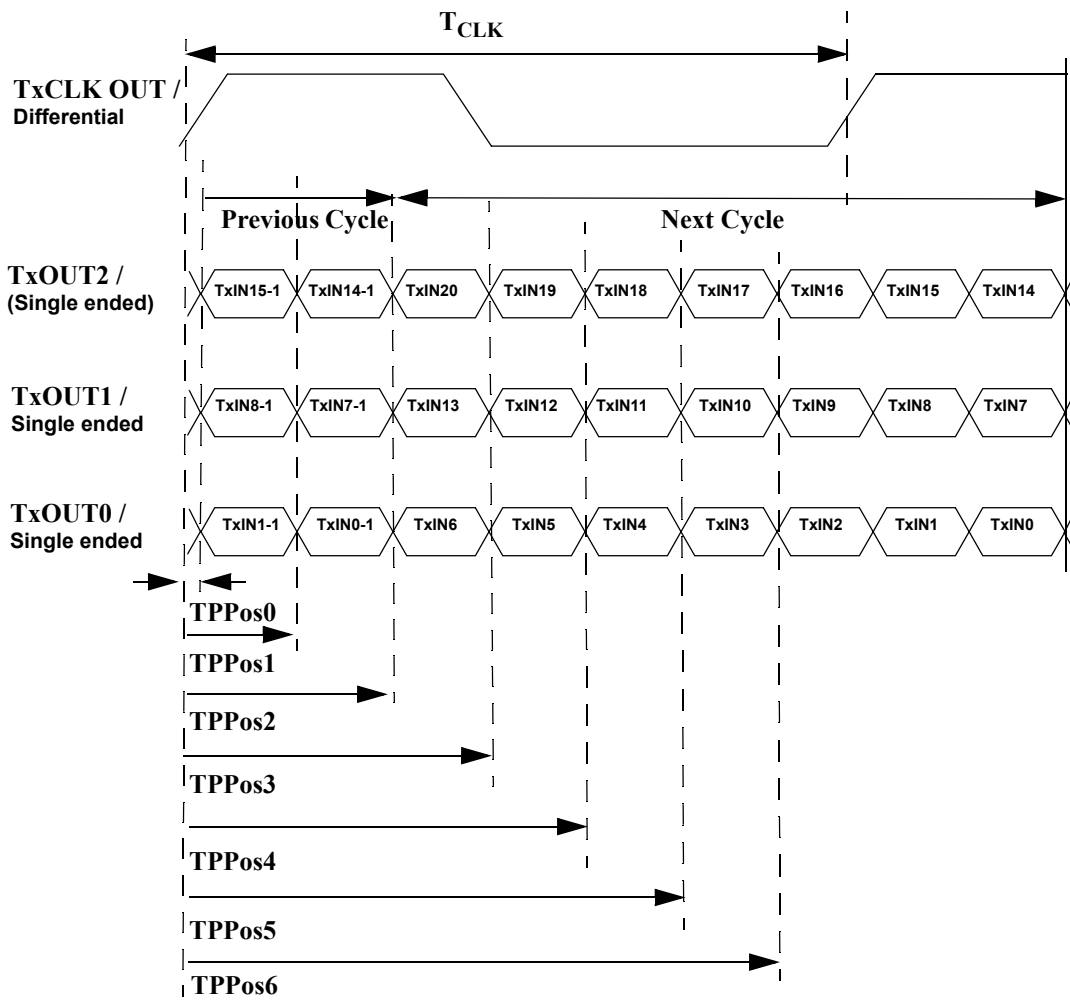 TCLK
TxCLK OUT /
Differential
Previous Cycle Next Cycle
TxOUT2 /
(Single ended)
TxIN15-1 TxIN14-1 TxIN20 TxIN19 TxIN18 TxIN17 TxIN16 TxIN15 TxIN14
TxOUT1 /
Single ended
TxIN8-1 TxIN7-1 TxIN13 TxIN12 TxIN11 TxIN10 TxIN9 TxIN8 TxIN7
TxOUT0 /
Single ended
TxIN1-1 TxIN0-1 TxIN6 TxIN5 TxIN4 TxIN3 TxIN2 TxIN1 TxIN0
TPPos0
TPPos1
TPPos2
TPPos3
TPPos4
TPPos5
TPPos6